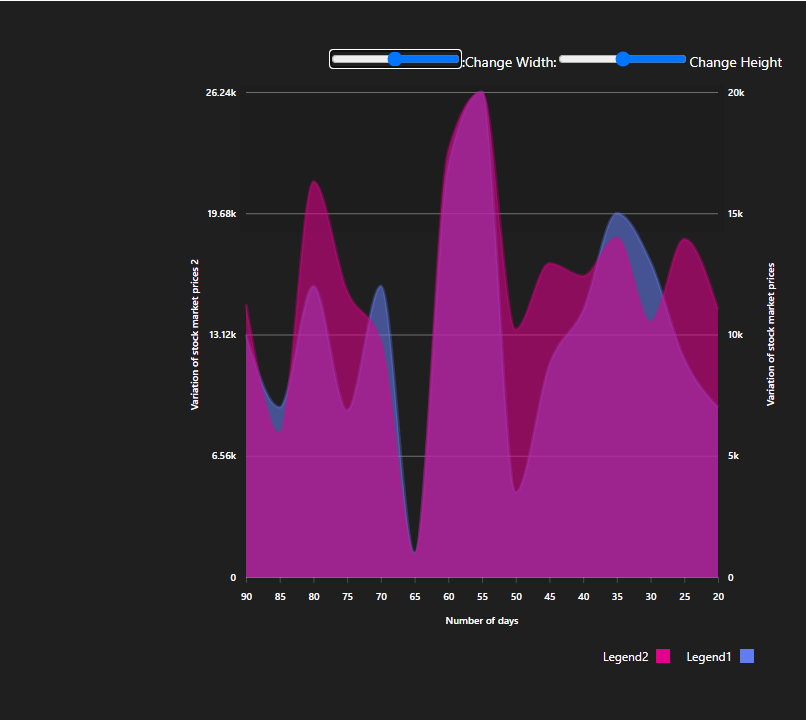 :Change Width: Change Height
26.24k
19.68k
13.12k
6.56k
0
Variation of stock market prices 2
20k
15k
10k
5k
0
Variation of stock market prices
90 85 80 75 70 65 60 55 50 45 40 35 30 25 20
Number of days
Legend2 Legend1